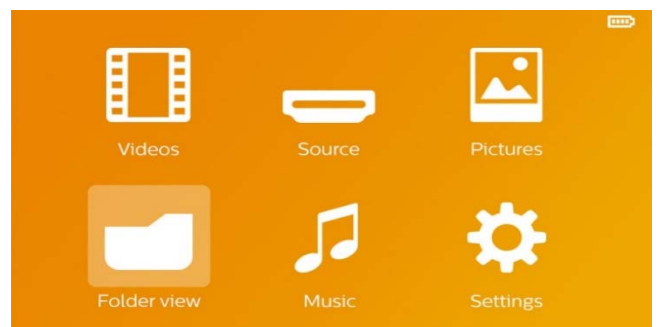 Videos
Source
Pictures
Folder view
Music
Settings